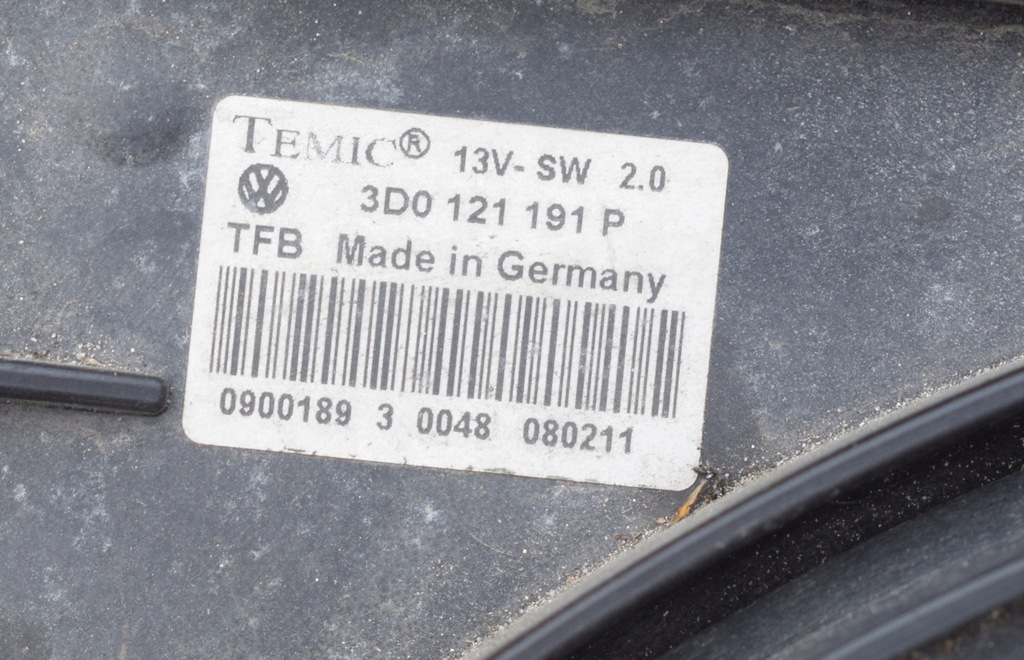 TEMIC® 13V- SW 2.0
3D0 121 191 P
TFB Made in Germany
0900189 3 0048 080211